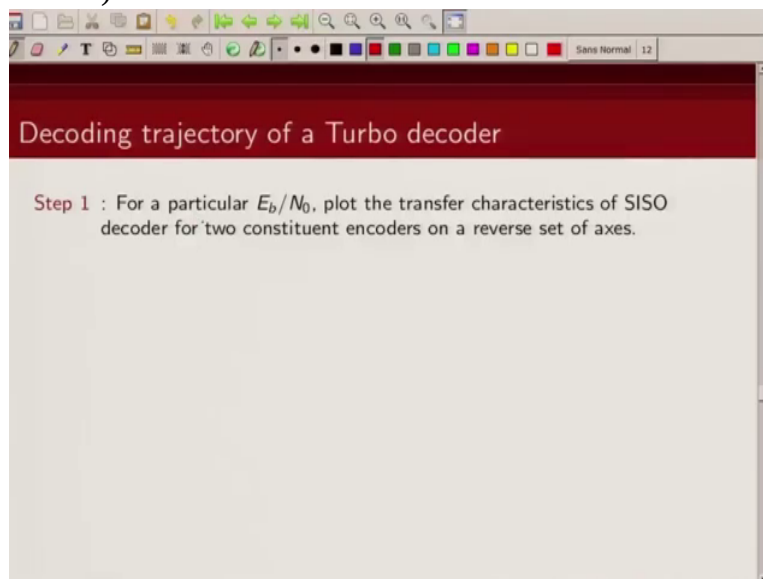 Sans Normal 12
Decoding trajectory of a Turbo decoder
Step 1 : For a particular E_b/N_0, plot the transfer characteristics of SISO
decoder for two constituent encoders on a reverse set of axes.